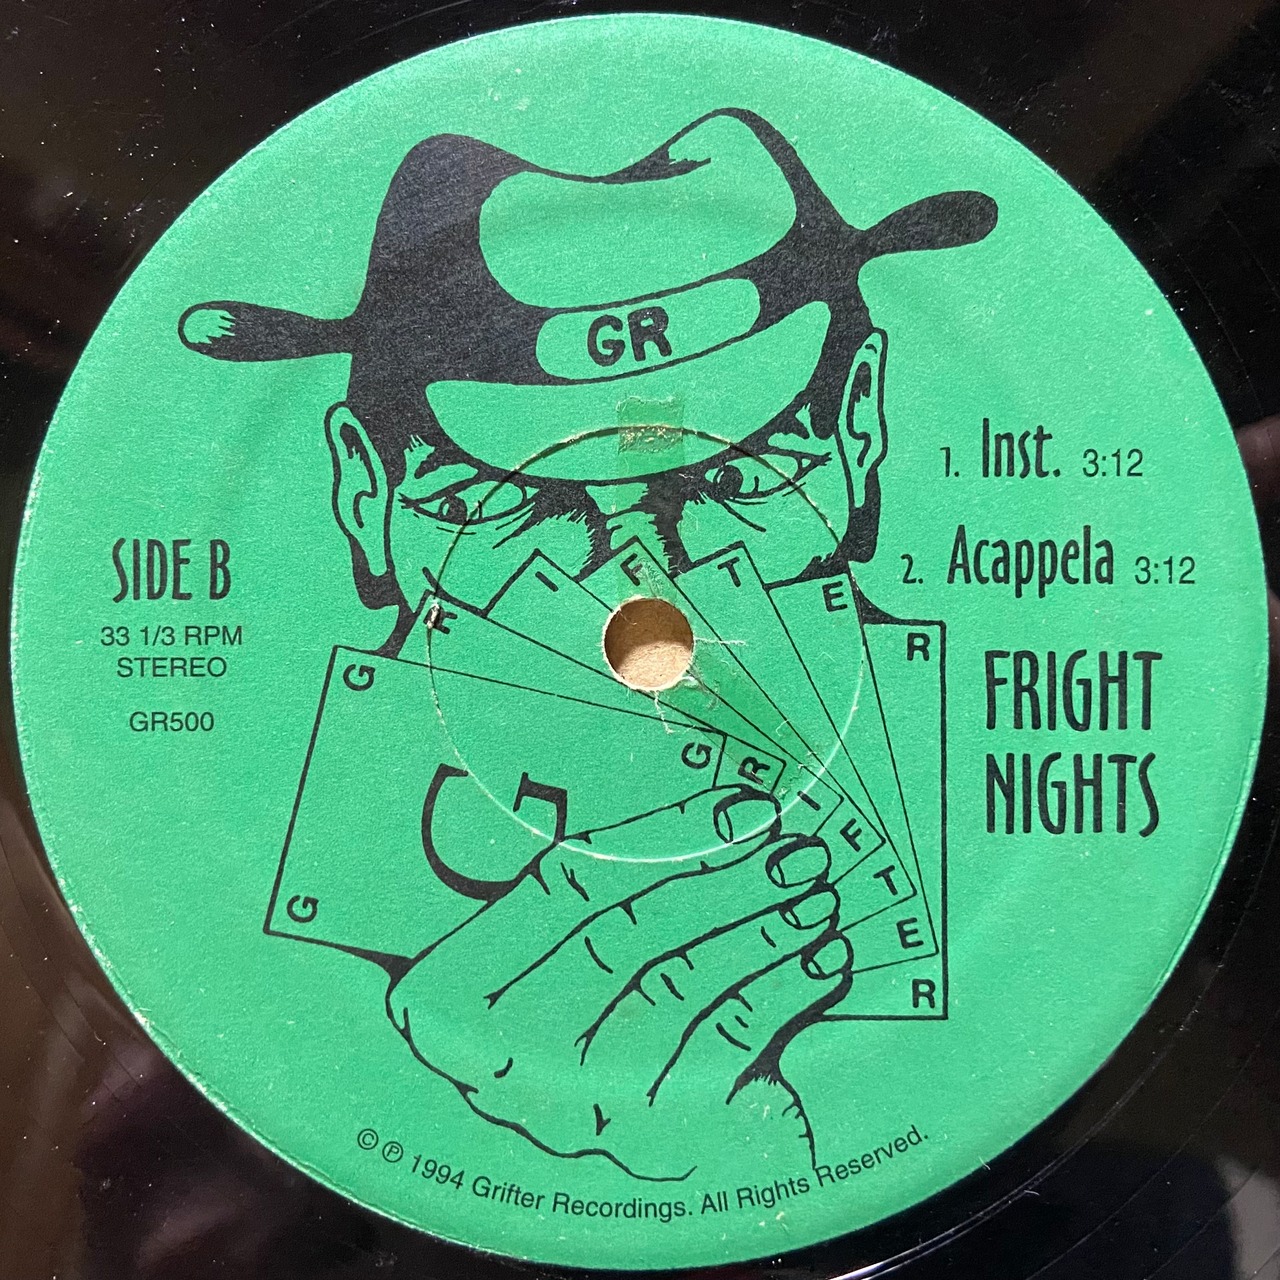 GR
SIDE B
33 1/3 RPM
STEREO
GR500
1. Inst. 3:12
2. Acappela 3:12
FRIGHT
NIGHTS
G R I F T E R
G
G R I F T E R
G
© ℗ 1994 Grifter Recordings. All Rights Reserved.